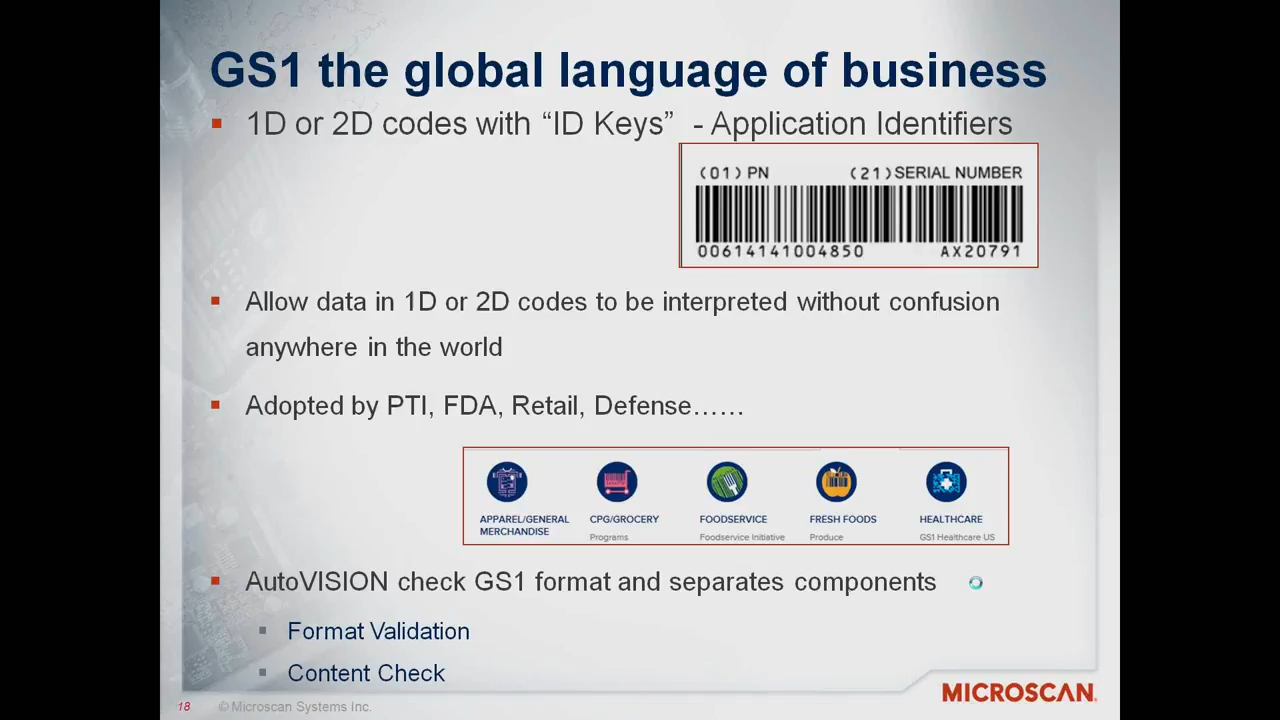 GS1 the global language of business
1D or 2D codes with “ID Keys” - Application Identifiers
(01) PN (21) SERIAL NUMBER
00614141004850 AX20791
Allow data in 1D or 2D codes to be interpreted without confusion
anywhere in the world
Adopted by PTI, FDA, Retail, Defense……
APPAREL/GENERAL
MERCHANDISE
CPG/GROCERY
Programs
FOODSERVICE
Foodservice Initiative
FRESH FOODS
Produce
HEALTHCARE
GS1 Healthcare US
AutoVISION check GS1 format and separates components
Format Validation
Content Check
18 © Microscan Systems Inc.
MICROSCAN.